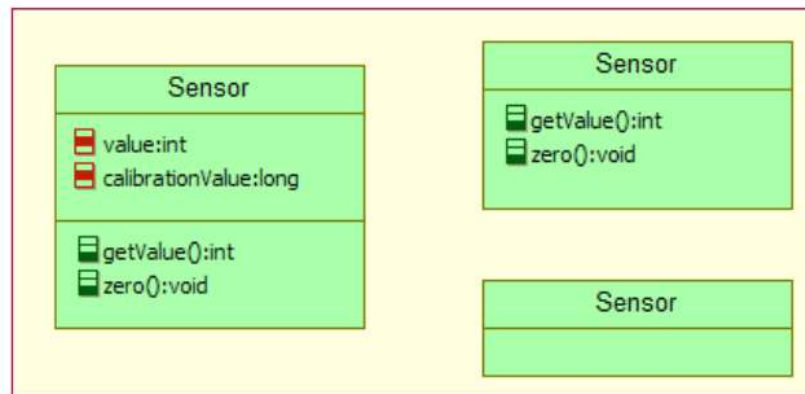 Sensor
value:int
calibrationValue:long
getValue():int
zero():void
Sensor
getValue():int
zero():void
Sensor